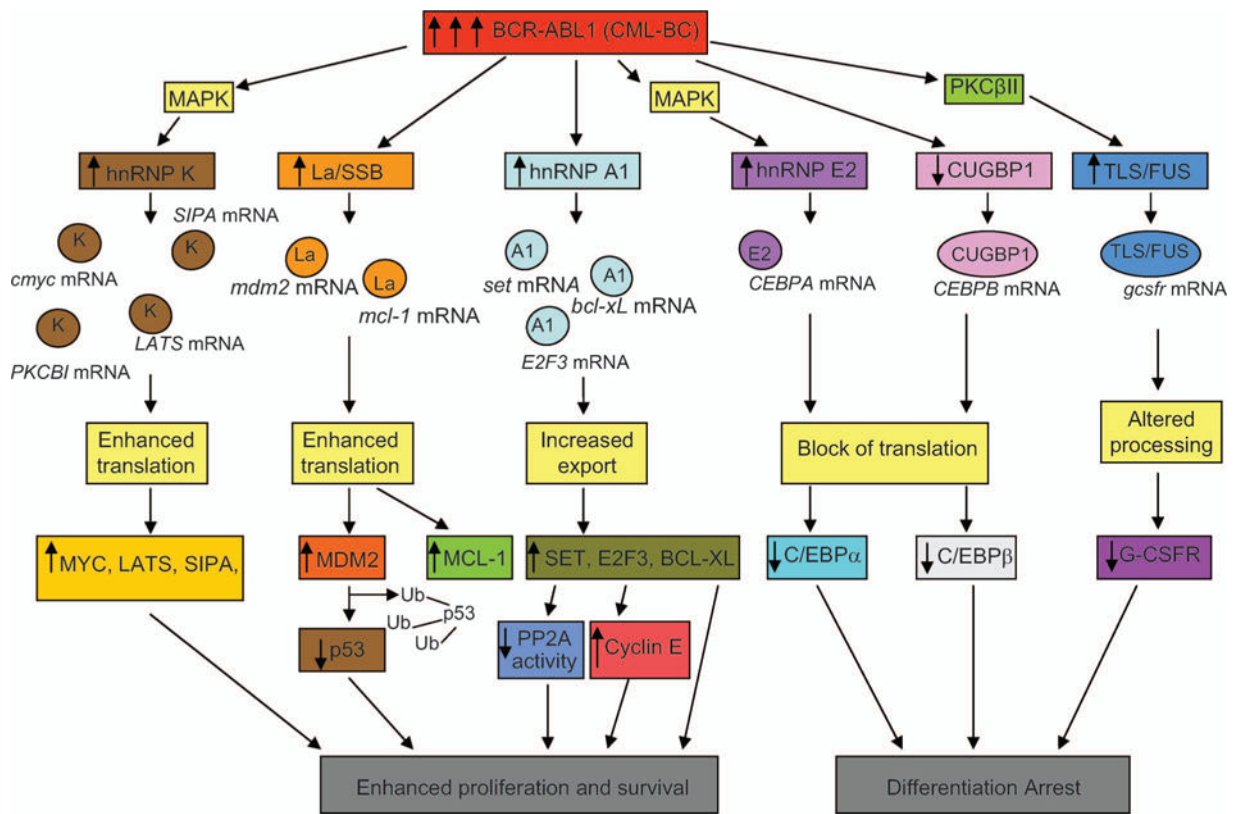 ↑↑↑ BCR-ABL1 (CML-BC)
MAPK
MAPK
PKCβII
↑ hnRNP K
↑ La/SSB
↑ hnRNP A1
↑ hnRNP E2
↓ CUGBP1
↑ TLS/FUS
SIPA mRNA
K
K
cmyc mRNA
K
K
LATS mRNA
PKCBI mRNA
La
mdm2 mRNA
La
mcl-1 mRNA
A1
set mRNA
A1
bcl-xL mRNA
A1
E2F3 mRNA
E2
CEBPA mRNA
CUGBP1
CEBPB mRNA
TLS/FUS
gcsfr mRNA
Enhanced
translation
Enhanced
translation
Increased
export
Block of translation
Altered
processing
↑ MYC, LATS, SIPA,
↑ MDM2
↑ MCL-1
↑ SET, E2F3, BCL-XL
↓ C/EBPα
↓ C/EBPβ
↓ G-CSFR
Ub
p53
Ub
Ub
↓ p53
↓ PP2A
activity
↑ Cyclin E
Enhanced proliferation and survival
Differentiation Arrest